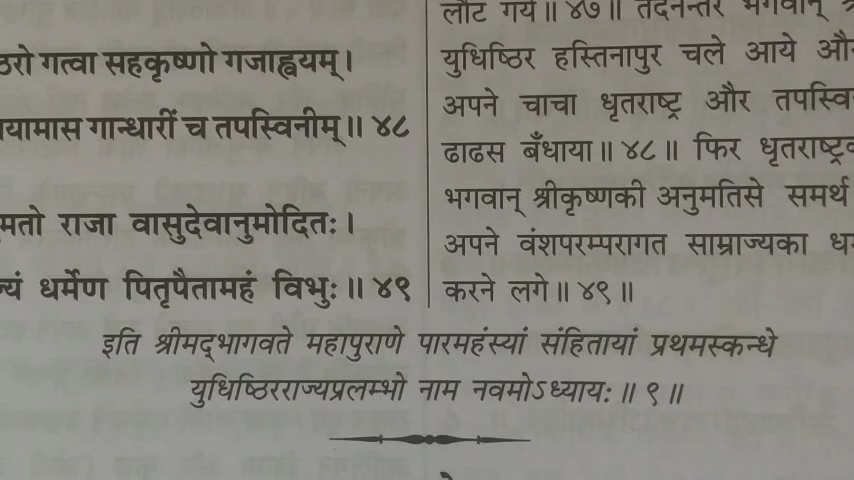 ठरो गत्वा सहकृष्णो गजाह्वयम्।
यामास गान्धारीं च तपस्विनीम्॥ ४८
मतो राजा वासुदेवानुमोदितः।
ज्यं धर्मेण पितृपैतामहं विभुः॥ ४९
लौट गये॥ ४७॥ तदनन्तर भगवान् श्र
युधिष्ठिर हस्तिनापुर चले आये औ
अपने चाचा धृतराष्ट्र और तपस्वि
ढाढस बँधाया॥ ४८॥ फिर धृतराष्ट्रक
भगवान् श्रीकृष्णकी अनुमतिसे समर्थ
अपने वंशपरम्परागत साम्राज्यका धर्म
करने लगे॥ ४९॥
इति श्रीमद्भागवते महापुराणे पारमहंस्यां संहितायां प्रथमस्कन्धे
युधिष्ठिरराज्यप्रलम्भो नाम नवमोऽध्यायः॥ ९॥